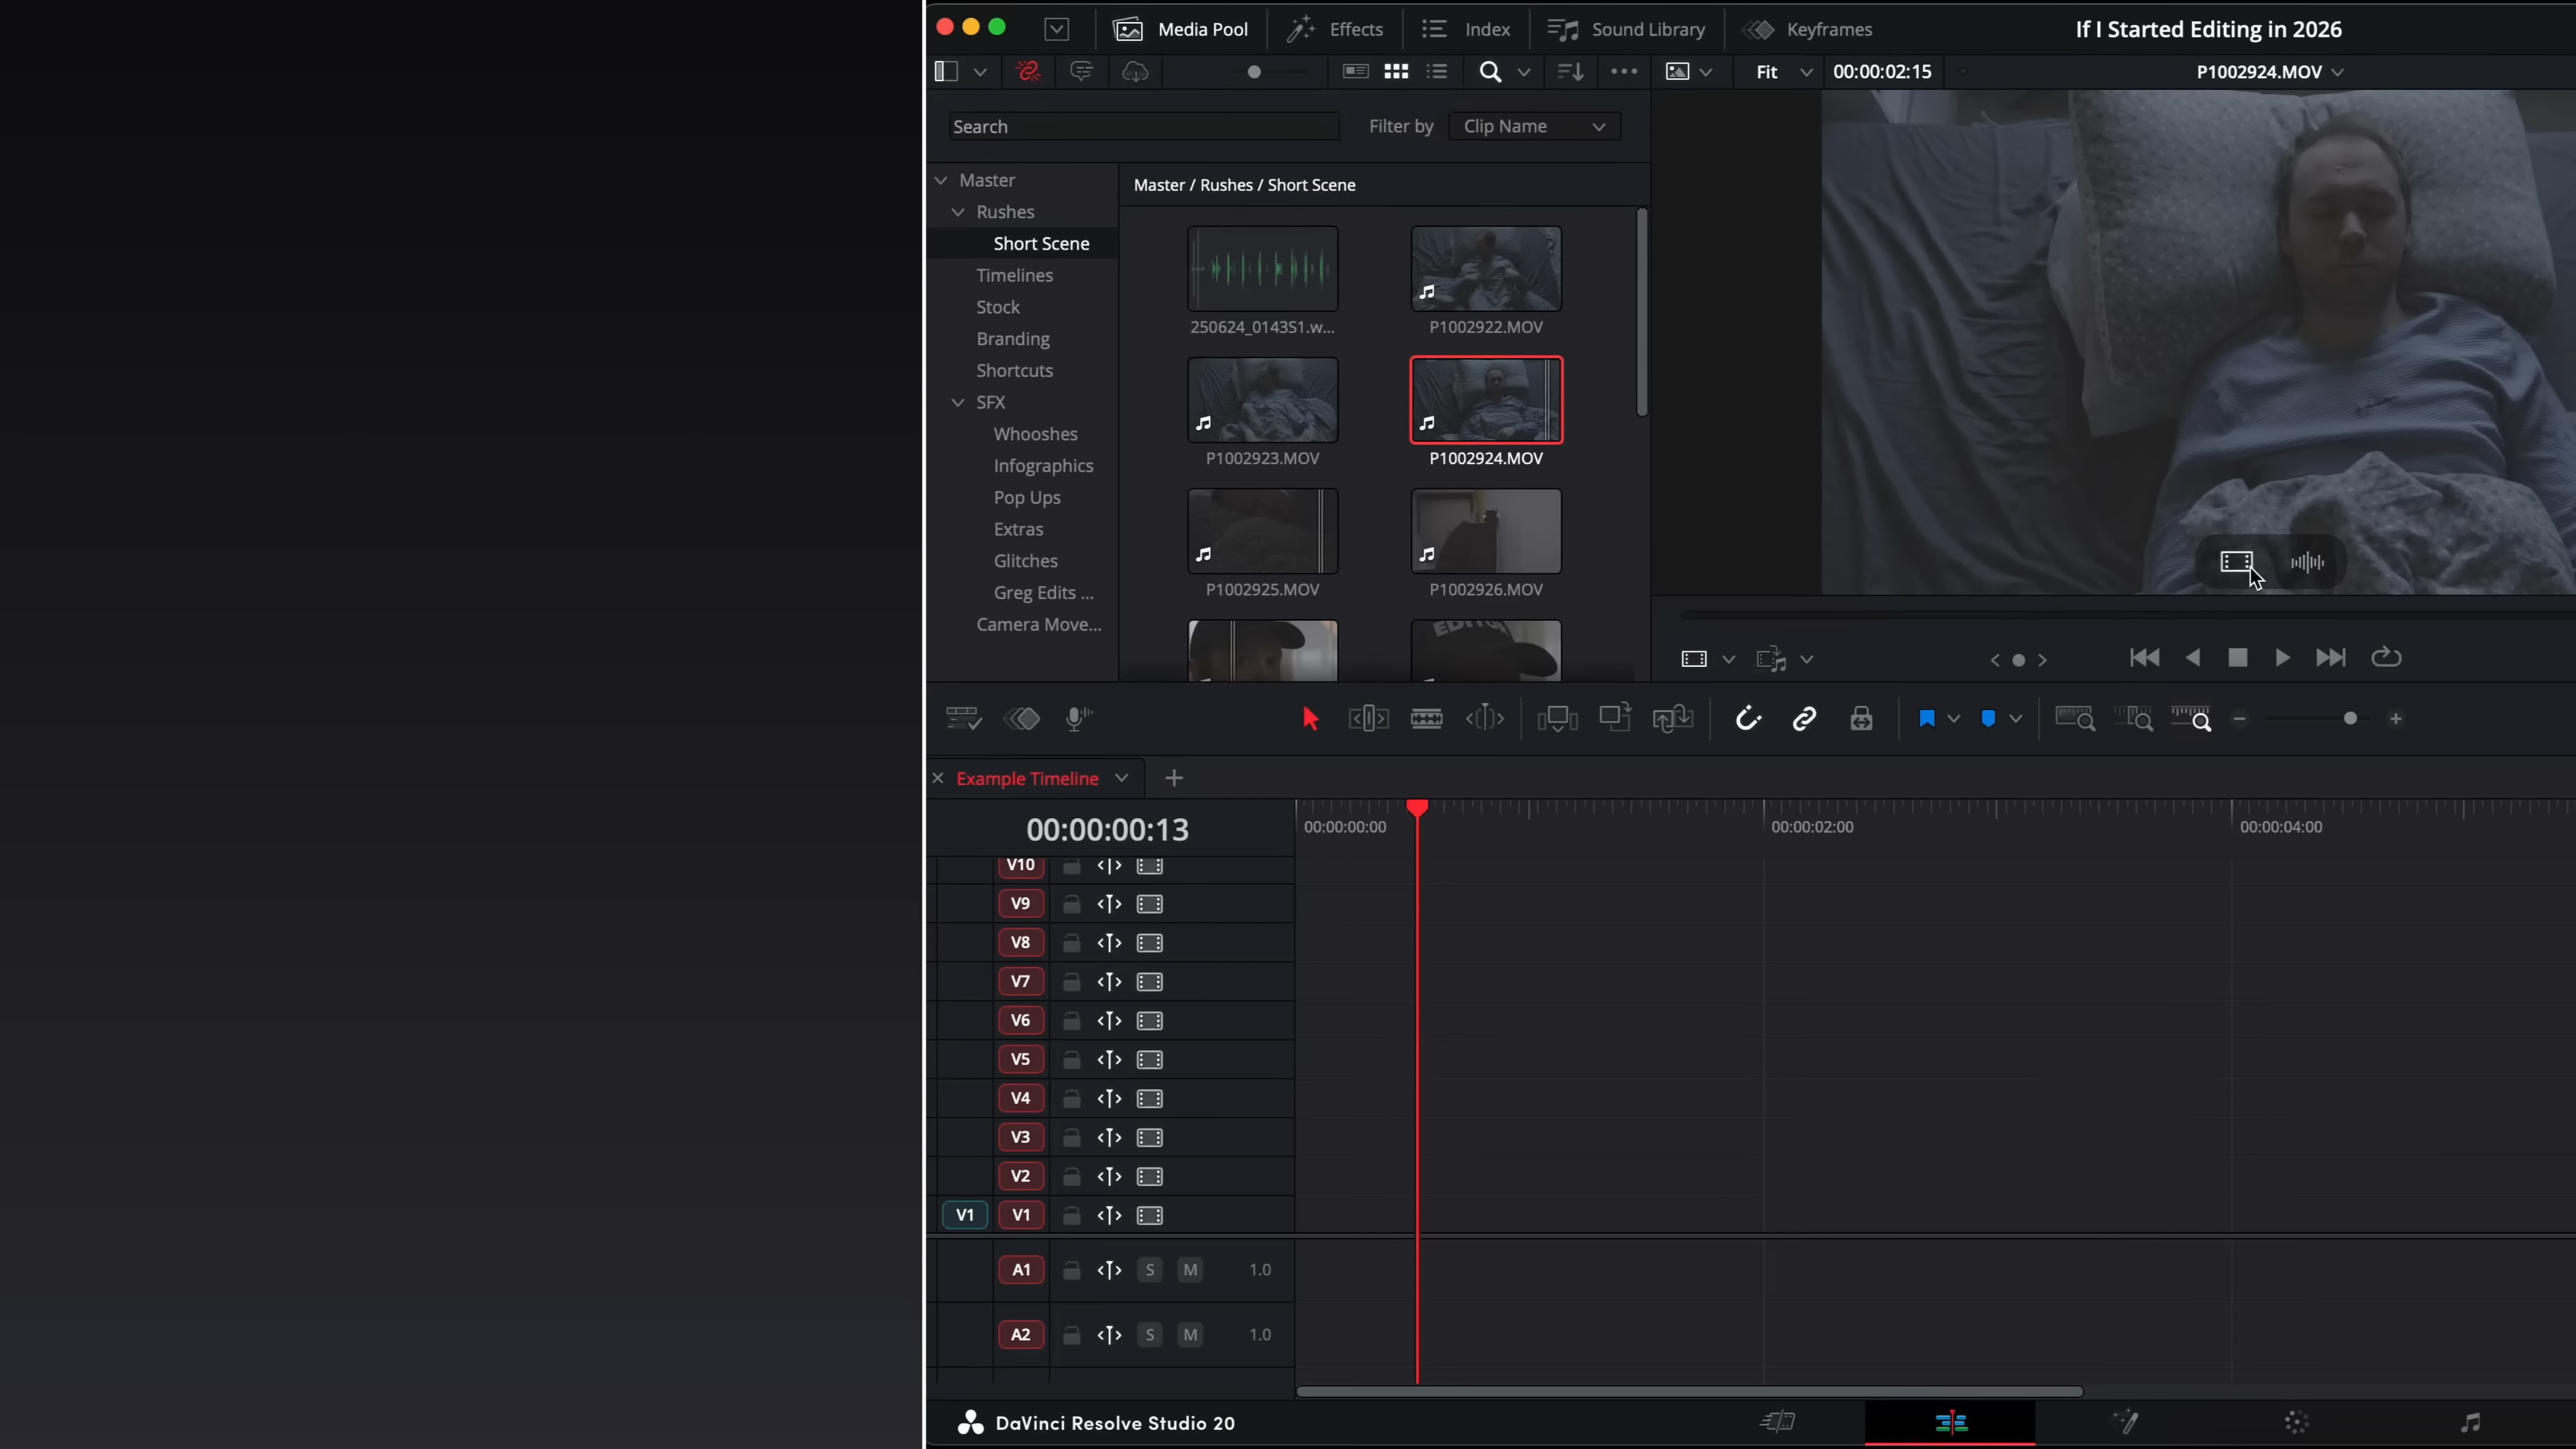 Media Pool
Effects
Index
Sound Library
Keyframes
If I Started Editing in 2026
Fit
00:00:02:15
P1002924.MOV
Search
Filter by
Clip Name
Master
Rushes
Short Scene
Timelines
Stock
Branding
Shortcuts
SFX
Whooshes
Infographics
Pop Ups
Extras
Glitches
Greg Edits ...
Camera Move...
Master / Rushes / Short Scene
250624_0143S1.w...
P1002922.MOV
P1002923.MOV
P1002924.MOV
P1002925.MOV
P1002926.MOV
EDITOR
Example Timeline
00:00:00:13
00:00:00:00
00:00:02:00
00:00:04:00
V10
V9
V8
V7
V6
V5
V4
V3
V2
V1 V1
A1 S M 1.0
A2 S M 1.0
DaVinci Resolve Studio 20